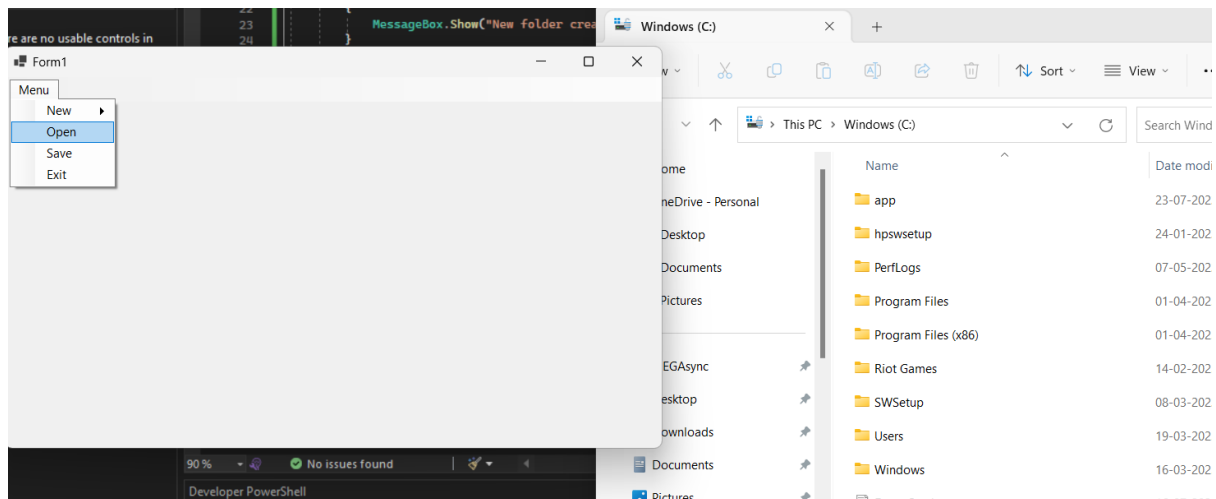 22
23
24
{
MessageBox.Show("New folder crea
}
re are no usable controls in
Form1
Menu
New
Open
Save
Exit
90 %
No issues found
Developer PowerShell
Windows (C:)
Sort
View
This PC > Windows (C:)
Search Wind
ome
neDrive - Personal
Desktop
Documents
Pictures
EGAsync
esktop
ownloads
Documents
Pictures
Name Date modi
app 23-07-202
hpswsetup 24-01-202
PerfLogs 07-05-202
Program Files 01-04-202
Program Files (x86) 01-04-202
Riot Games 14-02-202
SWSetup 08-03-202
Users 19-03-202
Windows 16-03-202